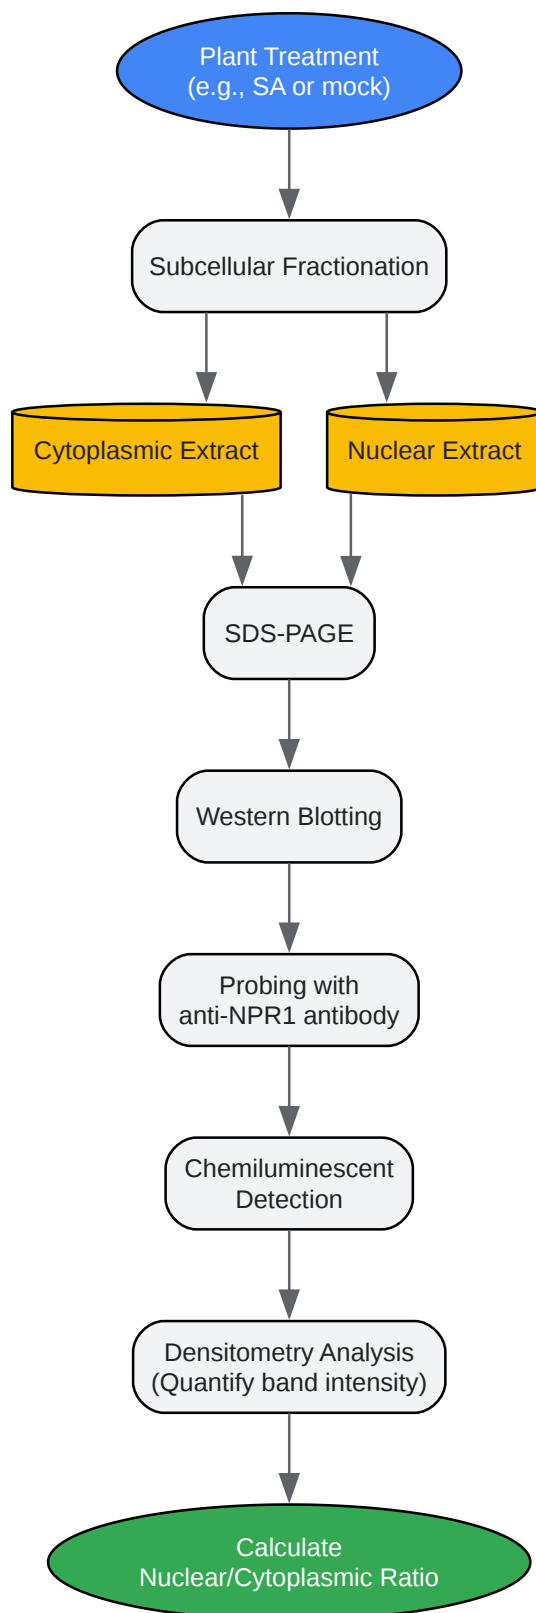 Plant Treatment
(e.g., SA or mock)
Subcellular Fractionation
Cytoplasmic Extract
Nuclear Extract
SDS-PAGE
Western Blotting
Probing with
anti-NPR1 antibody
Chemiluminescent
Detection
Densitometry Analysis
(Quantify band intensity)
Calculate
Nuclear/Cytoplasmic Ratio